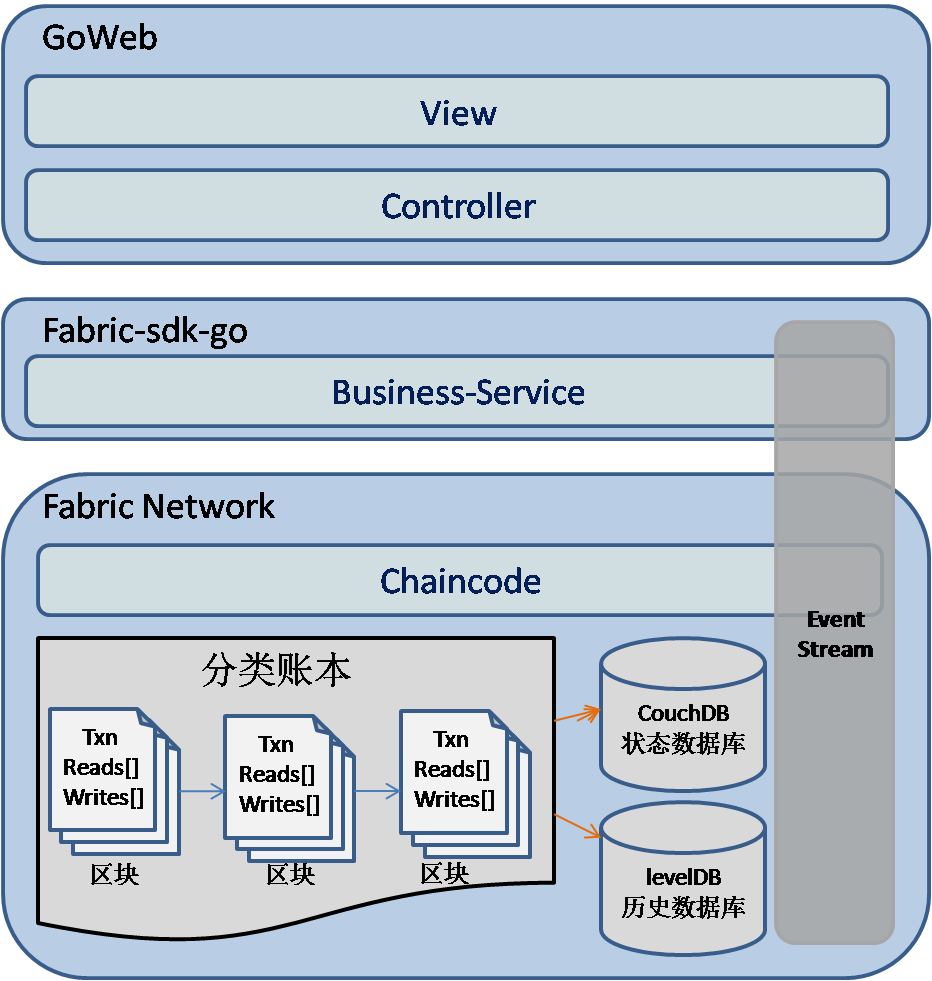 GoWeb
View
Controller
Fabric-sdk-go
Business-Service
Fabric Network
Chaincode
Event
Stream
分类账本
Txn
Reads[]
Writes[]
区块
Txn
Reads[]
Writes[]
区块
Txn
Reads[]
Writes[]
区块
CouchDB
状态数据库
levelDB
历史数据库